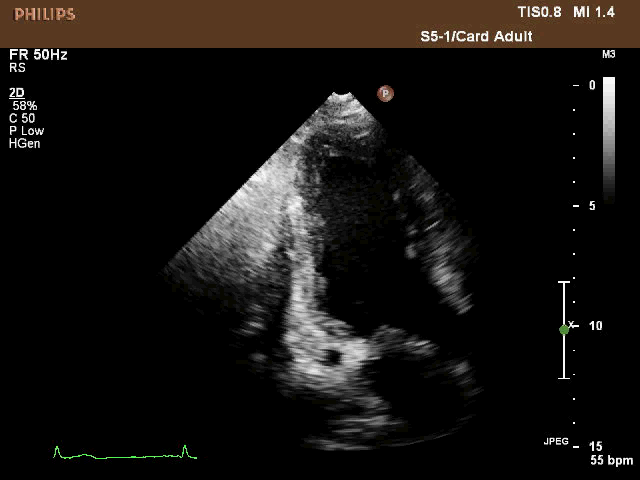 PHILIPS
TIS0.8 MI 1.4
S5-1/Card Adult
FR 50Hz
RS
2D
58%
C 50
P Low
HGen
M3
P
0
5
X
10
15
JPEG
55 bpm